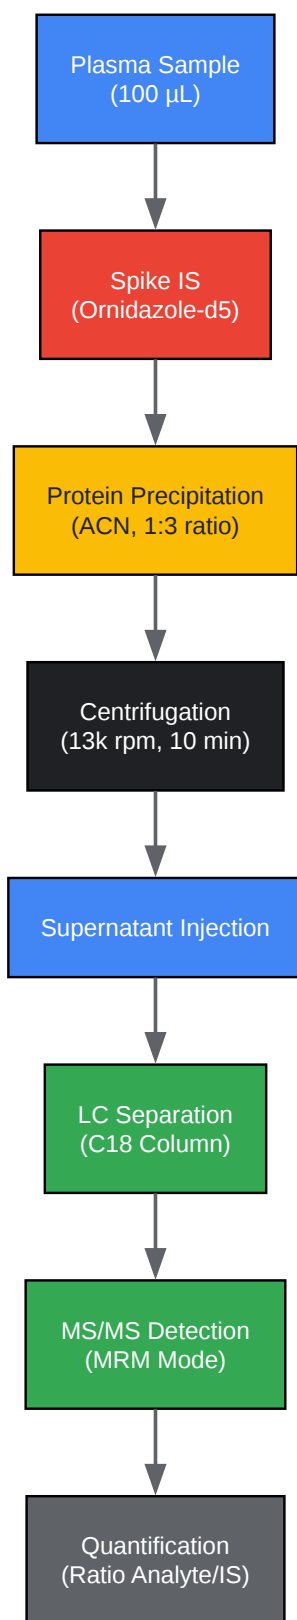 Plasma Sample
(100 µL)
Spike IS
(Ornidazole-d5)
Protein Precipitation
(ACN, 1:3 ratio)
Centrifugation
(13k rpm, 10 min)
Supernatant Injection
LC Separation
(C18 Column)
MS/MS Detection
(MRM Mode)
Quantification
(Ratio Analyte/IS)